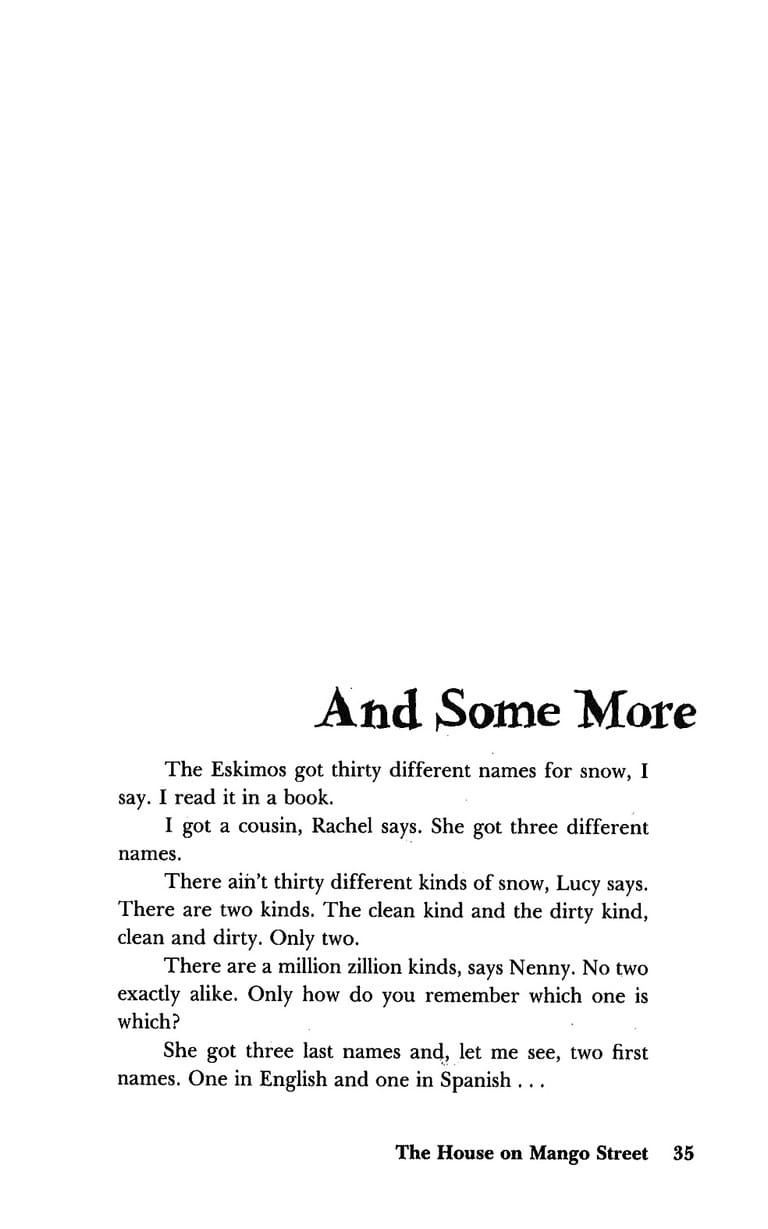 And Some More
The Eskimos got thirty different names for snow, I
say. I read it in a book.
I got a cousin, Rachel says. She got three different
names.
There ain't thirty different kinds of snow, Lucy says.
There are two kinds. The clean kind and the dirty kind,
clean and dirty. Only two.
There are a million zillion kinds, says Nenny. No two
exactly alike. Only how do you remember which one is
which?
She got three last names and, let me see, two first
names. One in English and one in Spanish . . .
The House on Mango Street 35